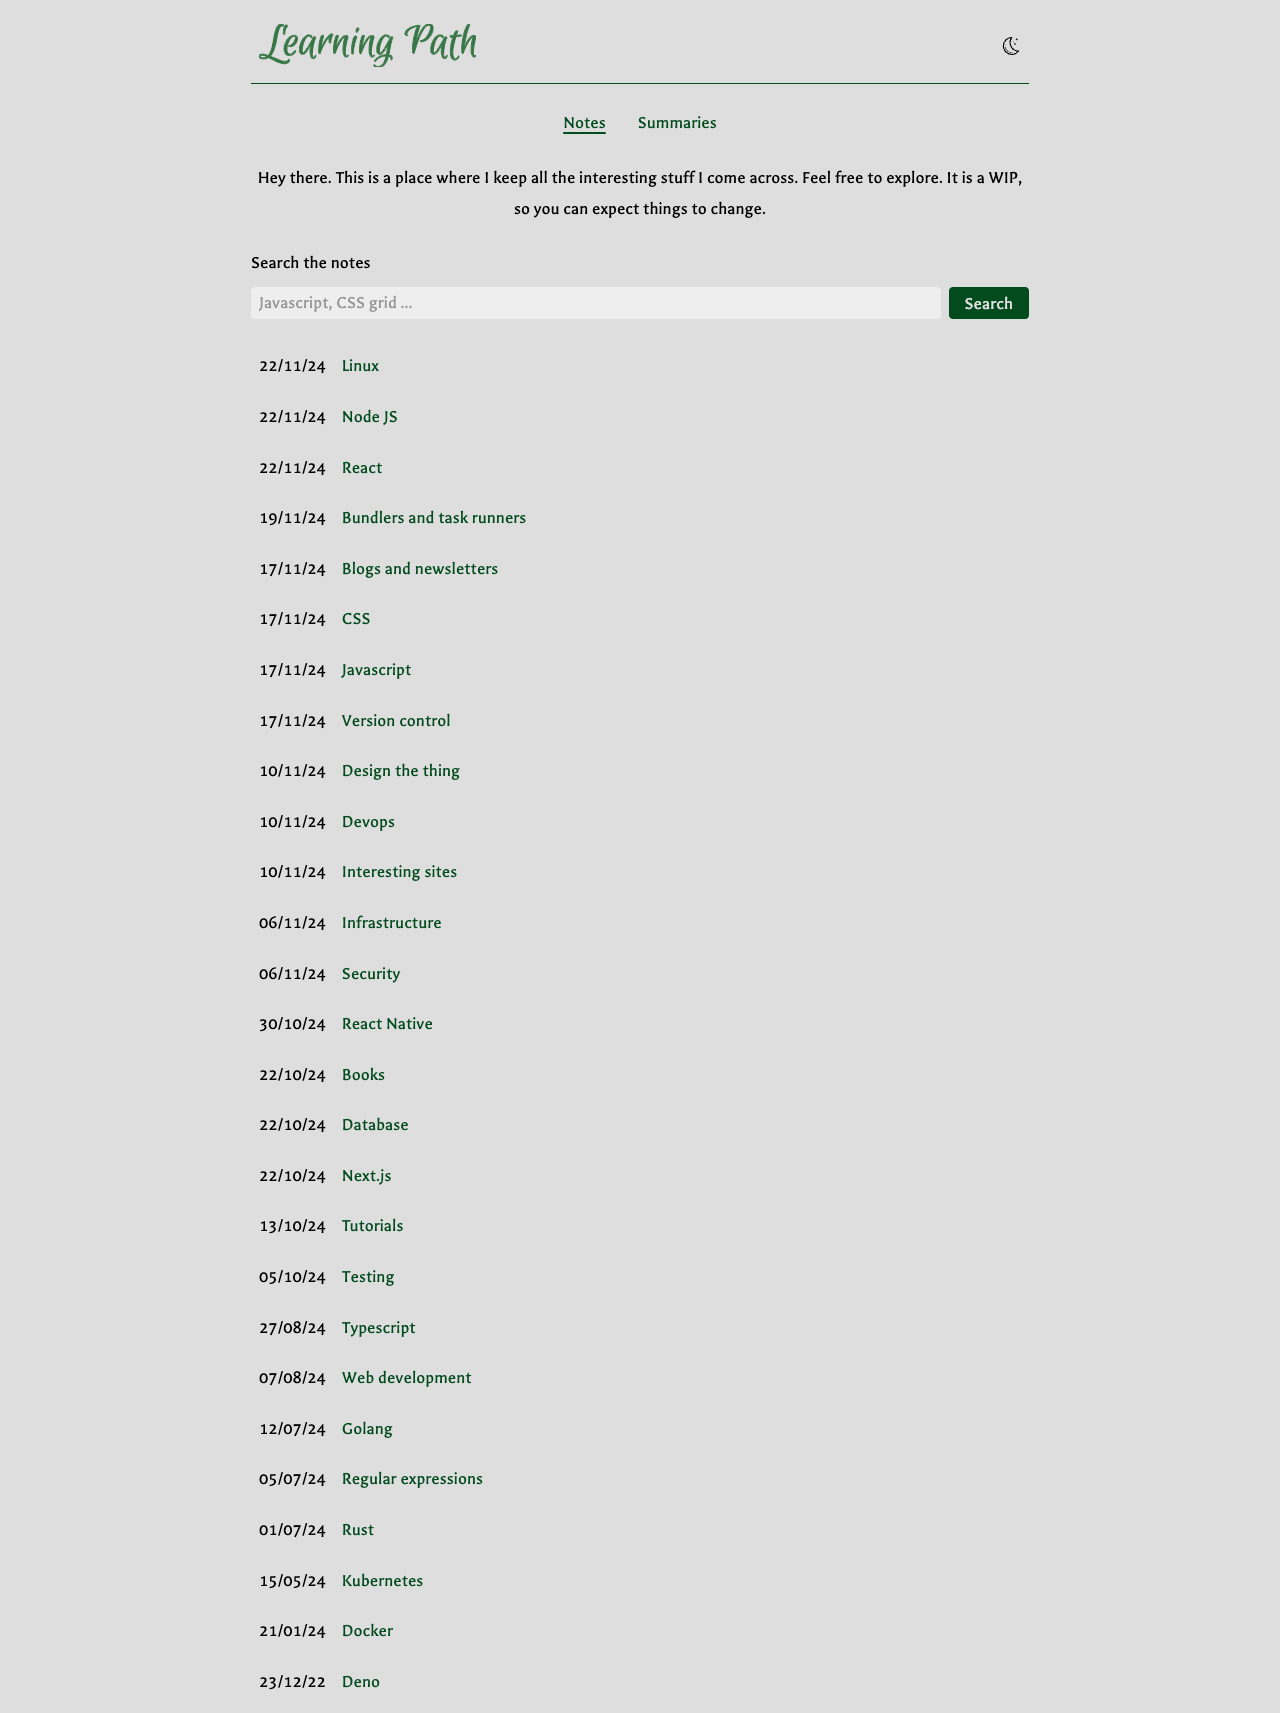 Learning Path
Notes Summaries
Hey there. This is a place where I keep all the interesting stuff I come across. Feel free to explore. It is a WIP,
so you can expect things to change.
Search the notes
Javascript, CSS grid ... Search
22/11/24 Linux
22/11/24 Node JS
22/11/24 React
19/11/24 Bundlers and task runners
17/11/24 Blogs and newsletters
17/11/24 CSS
17/11/24 Javascript
17/11/24 Version control
10/11/24 Design the thing
10/11/24 Devops
10/11/24 Interesting sites
06/11/24 Infrastructure
06/11/24 Security
30/10/24 React Native
22/10/24 Books
22/10/24 Database
22/10/24 Next.js
13/10/24 Tutorials
05/10/24 Testing
27/08/24 Typescript
07/08/24 Web development
12/07/24 Golang
05/07/24 Regular expressions
01/07/24 Rust
15/05/24 Kubernetes
21/01/24 Docker
23/12/22 Deno